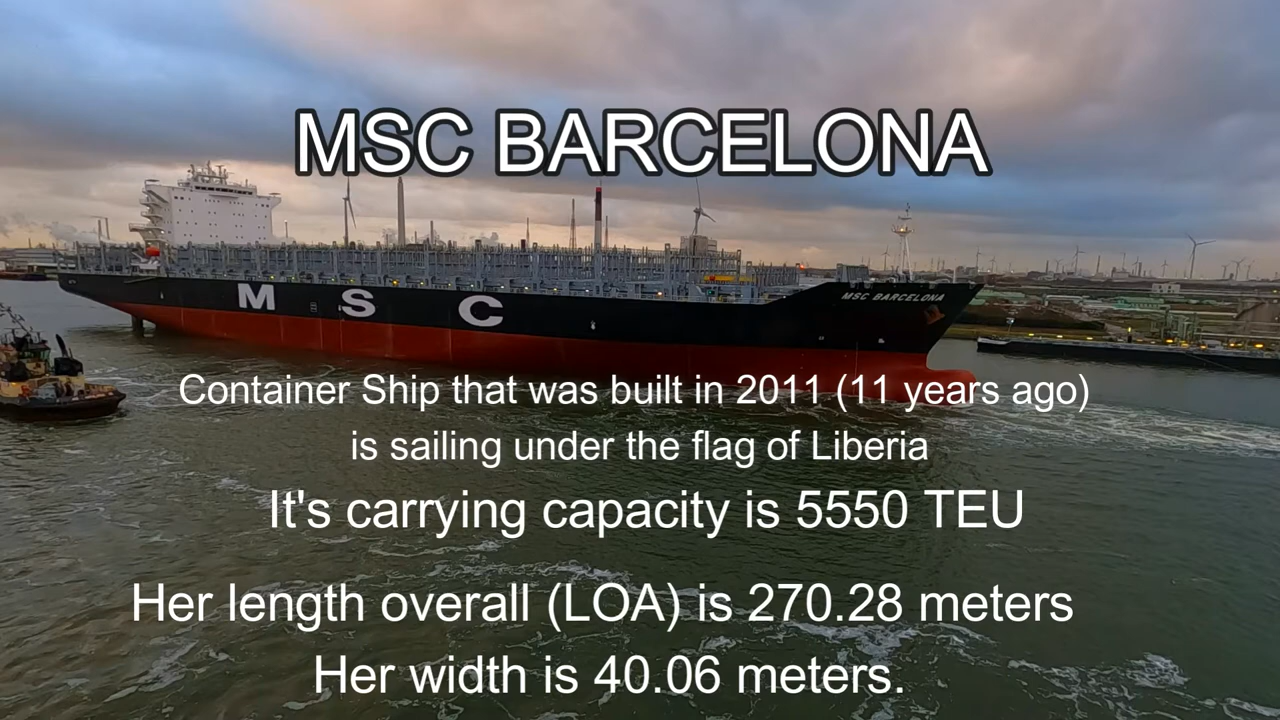 MSC BARCELONA
M S C
MSC BARCELONA
Container Ship that was built in 2011 (11 years ago)
is sailing under the flag of Liberia
It's carrying capacity is 5550 TEU
Her length overall (LOA) is 270.28 meters
Her width is 40.06 meters.